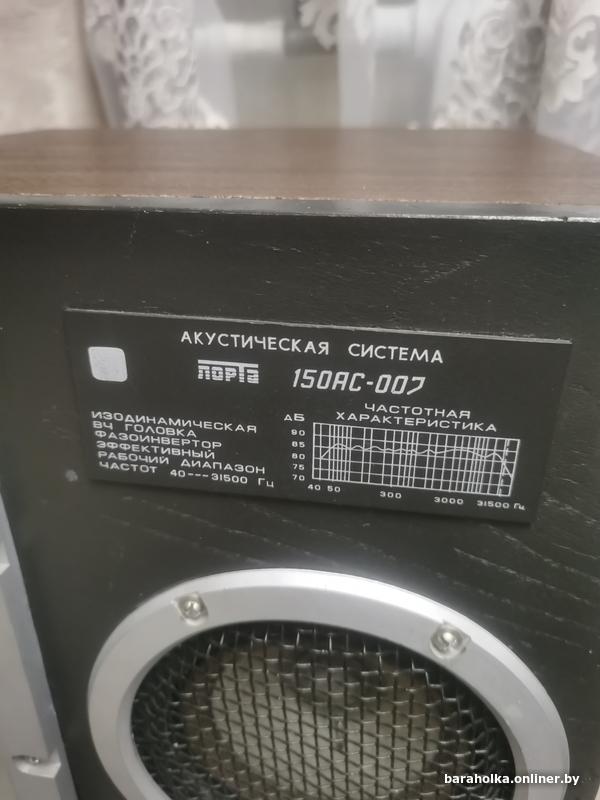 АКУСТИЧЕСКАЯ СИСТЕМА
ЛОРТА 150АС-007
ИЗОДИНАМИЧЕСКАЯ
ВЧ ГОЛОВКА
ФАЗОИНВЕРТОР
ЭФФЕКТИВНЫЙ
РАБОЧИЙ ДИАПАЗОН
ЧАСТОТ 40---31500 Гц
ЧАСТОТНАЯ
ХАРАКТЕРИСТИКА
дБ
90
85
80
75
70
40 50 300 3000 31500 Гц
baraholka.onliner.by